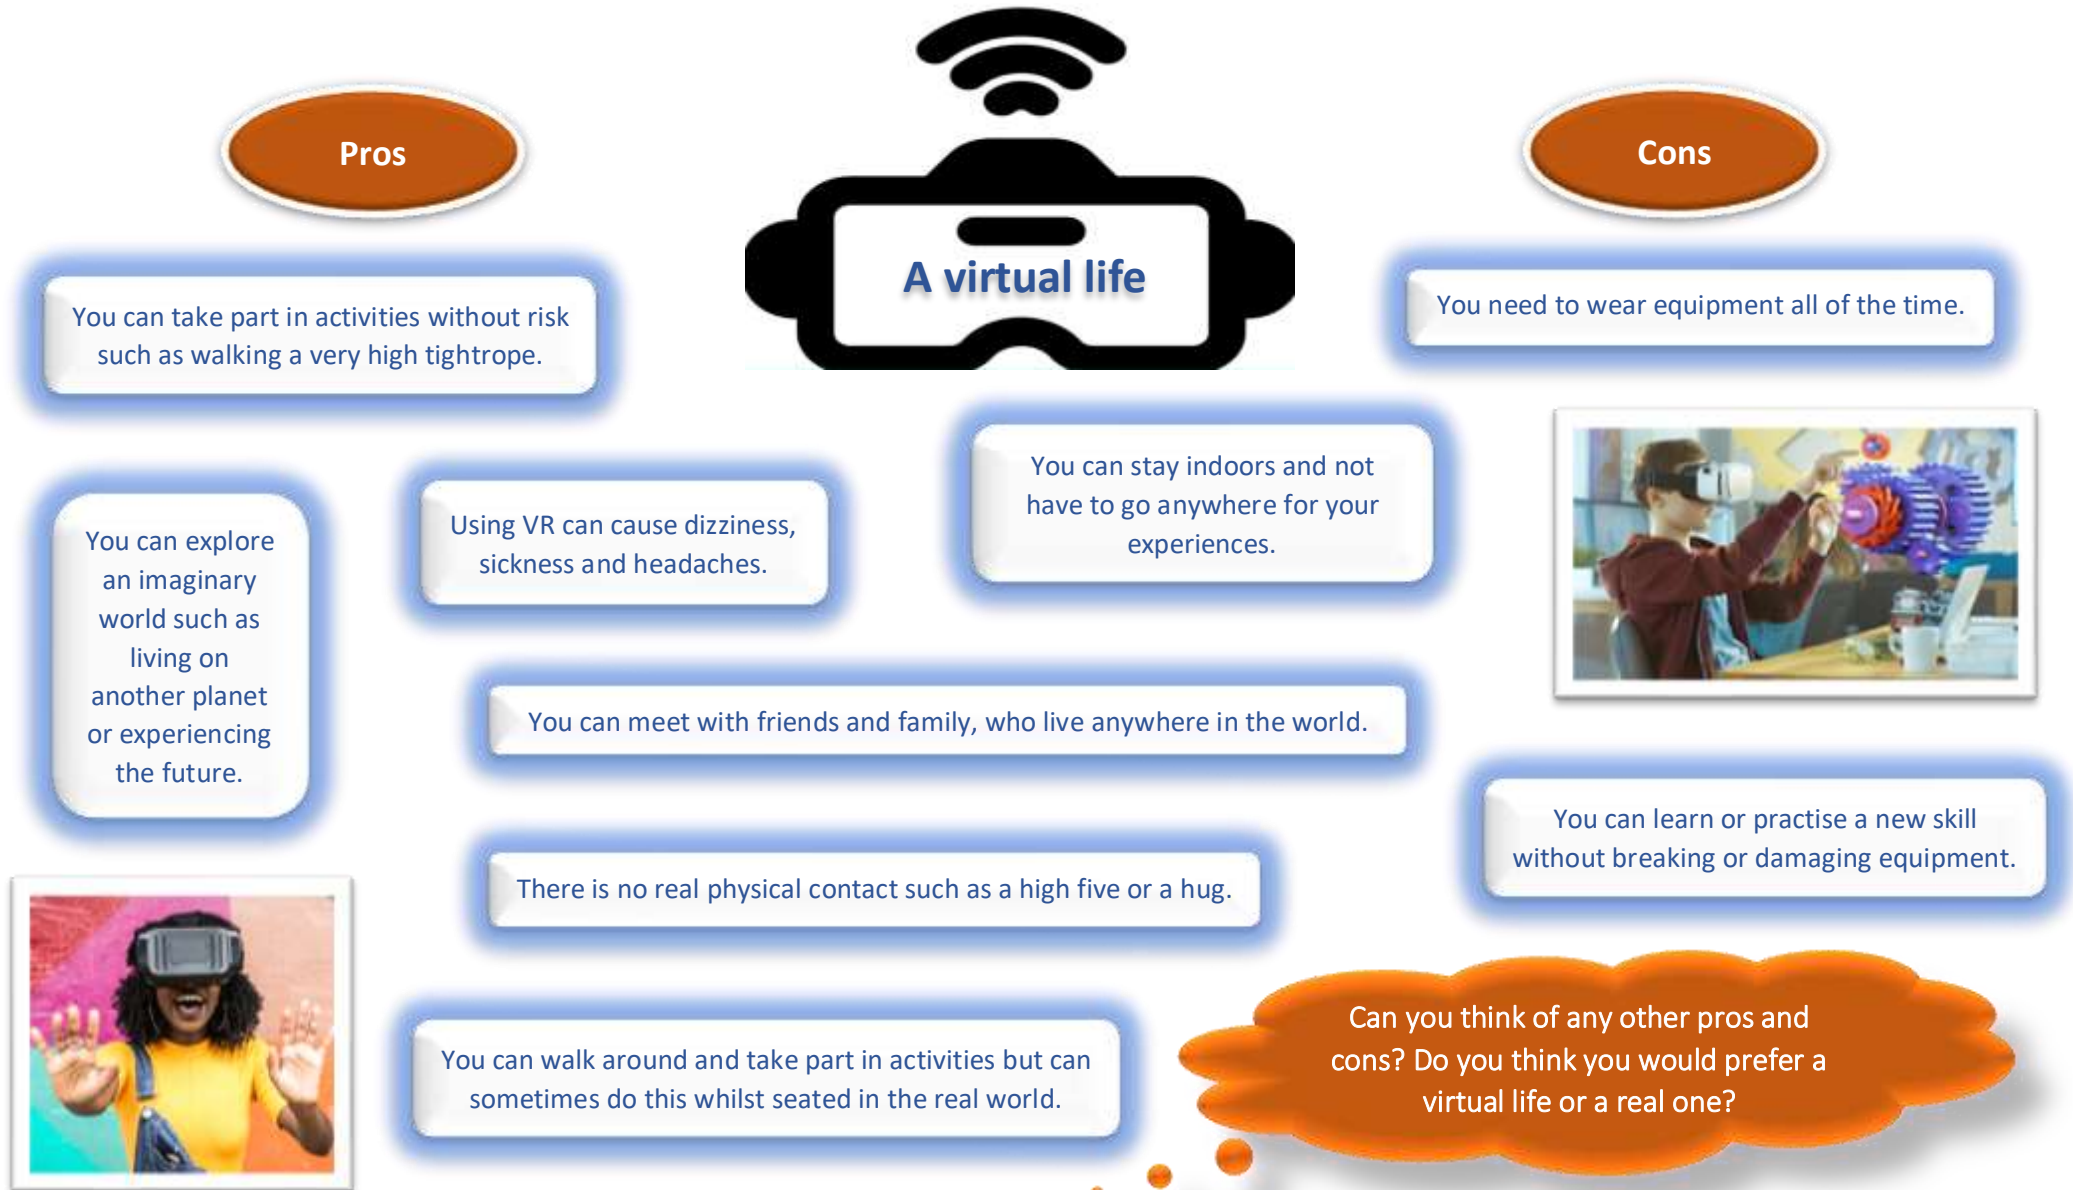 Pros
A virtual life
Cons
You can take part in activities without risk
such as walking a very high tightrope.
You need to wear equipment all of the time.
You can explore
an imaginary
world such as
living on
another planet
or experiencing
the future.
Using VR can cause dizziness,
sickness and headaches.
You can stay indoors and not
have to go anywhere for your
experiences.
You can meet with friends and family, who live anywhere in the world.
You can learn or practise a new skill
without breaking or damaging equipment.
There is no real physical contact such as a high five or a hug.
You can walk around and take part in activities but can
sometimes do this whilst seated in the real world.
Can you think of any other pros and
cons? Do you think you would prefer a
virtual life or a real one?